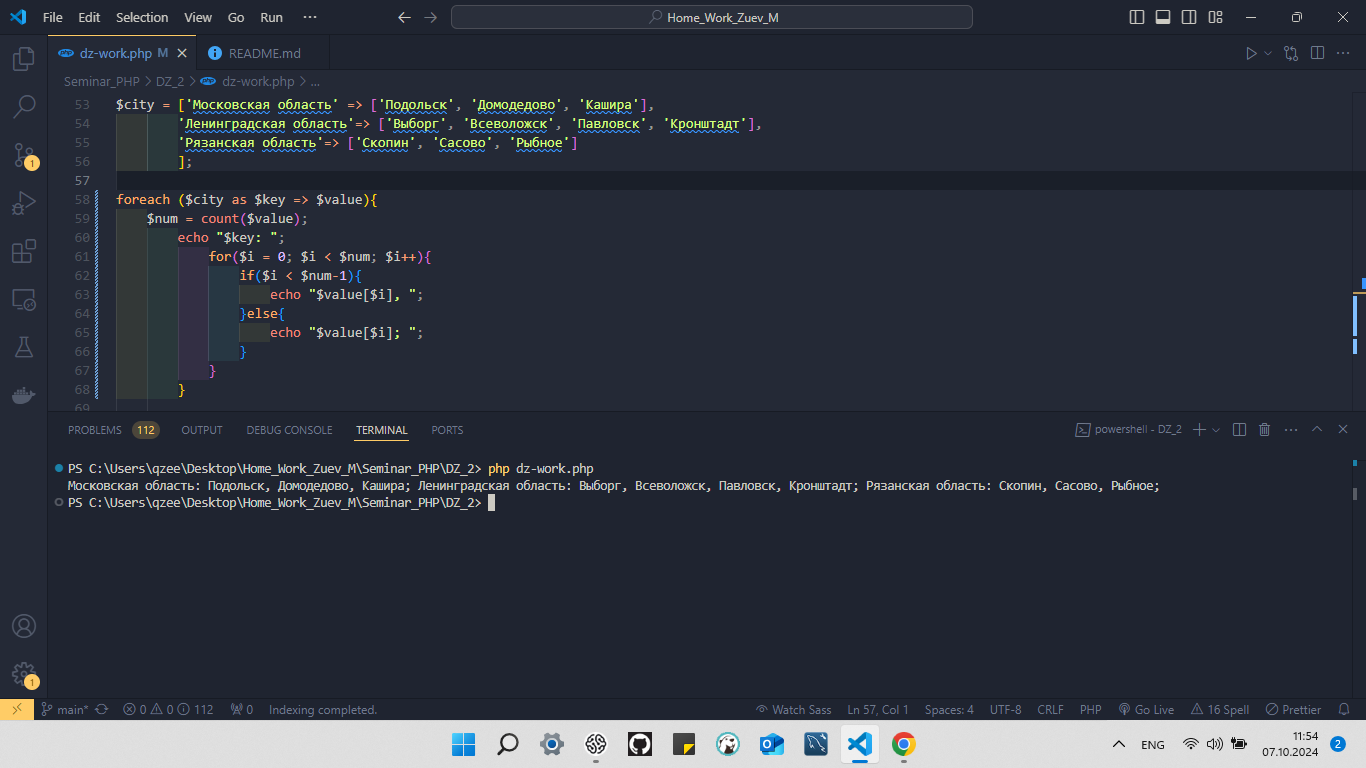 File Edit Selection View Go Run ··· Home_Work_Zuev_M
dz-work.php M README.md
Seminar_PHP > DZ_2 > dz-work.php > ...
53 $city = ['Московская область' => ['Подольск', 'Домодедово', 'Кашира'],
54 'Ленинградская область'=> ['Выборг', 'Всеволожск', 'Павловск', 'Кронштадт'],
55 'Рязанская область'=> ['Скопин', 'Сасово', 'Рыбное']
56 ];
57
58 foreach ($city as $key => $value){
59 $num = count($value);
60 echo "$key: ";
61 for($i = 0; $i < $num; $i++){
62 if($i < $num-1){
63 echo "$value[$i], ";
64 }else{
65 echo "$value[$i]; ";
66 }
67 }
68 }
69
PROBLEMS 112 OUTPUT DEBUG CONSOLE TERMINAL PORTS powershell - DZ_2
PS C:\Users\qzee\Desktop\Home_Work_Zuev_M\Seminar_PHP\DZ_2> php dz-work.php
Московская область: Подольск, Домодедово, Кашира; Ленинградская область: Выборг, Всеволожск, Павловск, Кронштадт; Рязанская область: Скопин, Сасово, Рыбное;
PS C:\Users\qzee\Desktop\Home_Work_Zuev_M\Seminar_PHP\DZ_2>
1
1
main* 0 0 112 0 Indexing completed. Watch Sass Ln 57, Col 1 Spaces: 4 UTF-8 CRLF PHP Go Live 16 Spell Prettier
ENG 11:54
07.10.2024 2